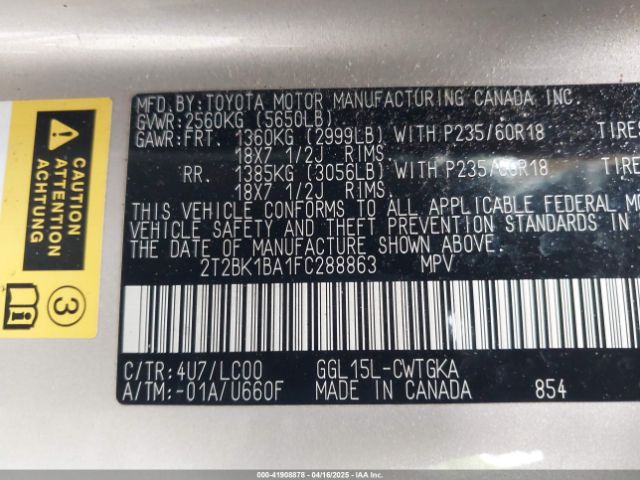 MFD. BY: TOYOTA MOTOR MANUFACTURING CANADA INC.
GVWR: 2560KG (5650LB)
GAWR: FRT. 1360KG (2999LB) WITH P235/60R18 TIRES
18X7 1/2J RIMS,
RR. 1385KG (3056LB) WITH P235/60R18 TIRE
18X7 1/2J RIMS,
THIS VEHICLE CONFORMS TO ALL APPLICABLE FEDERAL MO
VEHICLE SAFETY AND THEFT PREVENTION STANDARDS IN
THE DATE OF MANUFACTURE SHOWN ABOVE.
2T2BK1BA1FC288863 MPV
C/TR: 4U7/LC00 GGL15L-CWTGKA
A/TM:-01A/U660F MADE IN CANADA 854
CAUTION
ATTENTION
ACHTUNG
3
000-41908878 - 04/16/2025 - IAAI.COM